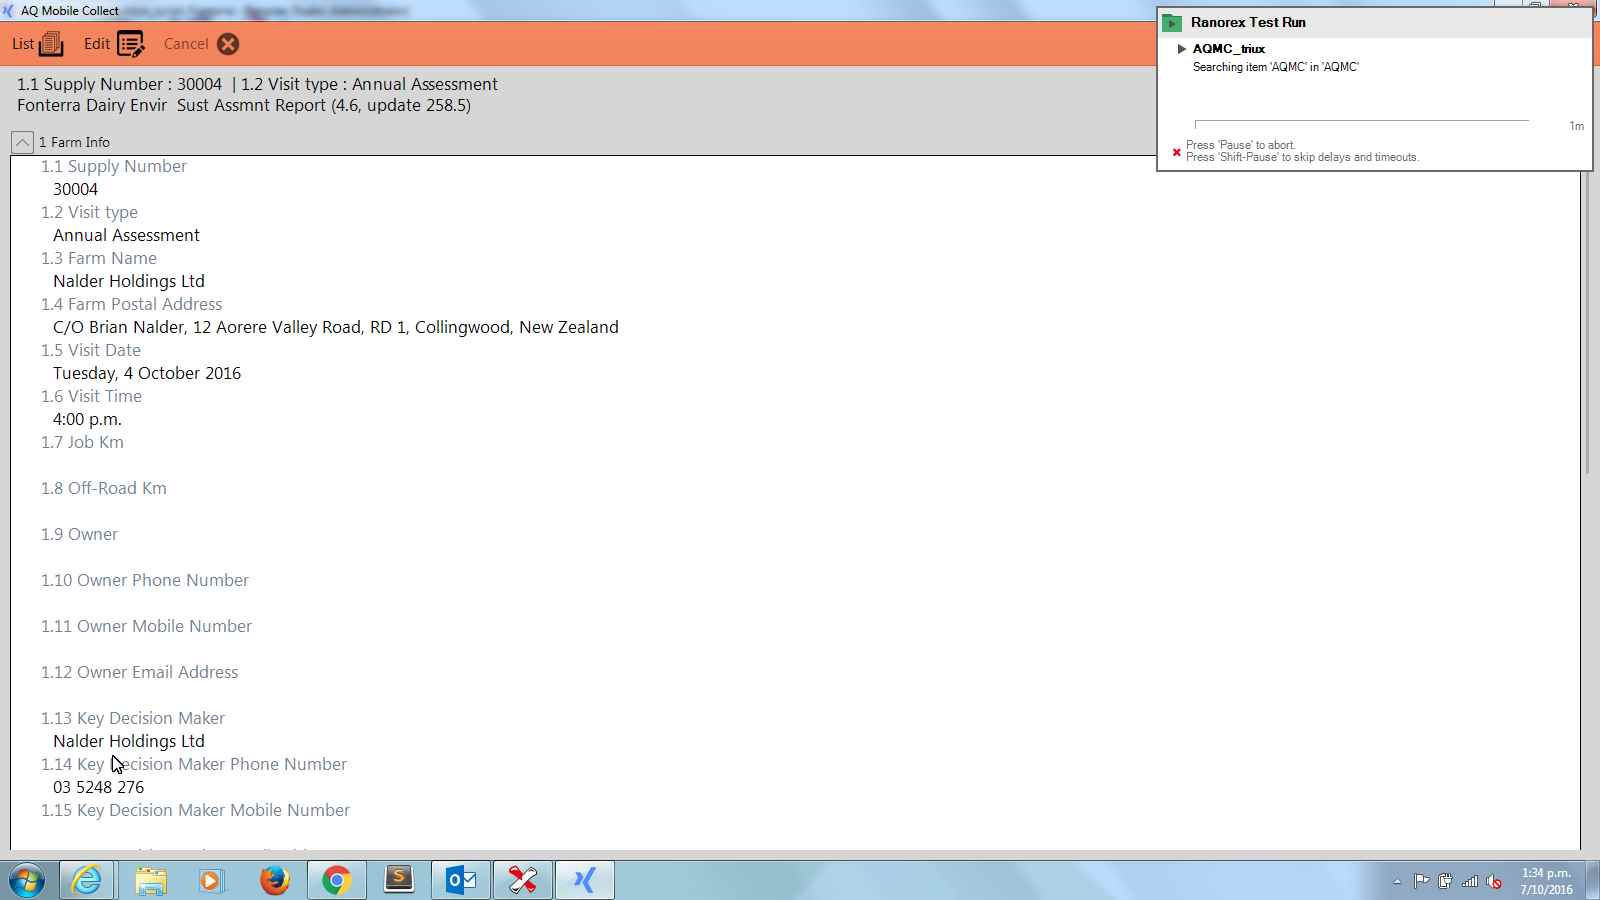 AQ Mobile Collect
List Edit Cancel
1.1 Supply Number : 30004 | 1.2 Visit type : Annual Assessment
Fonterra Dairy Envir Sust Assmnt Report (4.6, update 258.5)
1 Farm Info
1.1 Supply Number
30004
1.2 Visit type
Annual Assessment
1.3 Farm Name
Nalder Holdings Ltd
1.4 Farm Postal Address
C/O Brian Nalder, 12 Aorere Valley Road, RD 1, Collingwood, New Zealand
1.5 Visit Date
Tuesday, 4 October 2016
1.6 Visit Time
4:00 p.m.
1.7 Job Km
1.8 Off-Road Km
1.9 Owner
1.10 Owner Phone Number
1.11 Owner Mobile Number
1.12 Owner Email Address
1.13 Key Decision Maker
Nalder Holdings Ltd
1.14 Key Decision Maker Phone Number
03 5248 276
1.15 Key Decision Maker Mobile Number
Ranorex Test Run
AQMC_triux
Searching item 'AQMC' in 'AQMC'
1m
Press 'Pause' to abort.
Press 'Shift-Pause' to skip delays and timeouts.
1:34 p.m.
7/10/2016